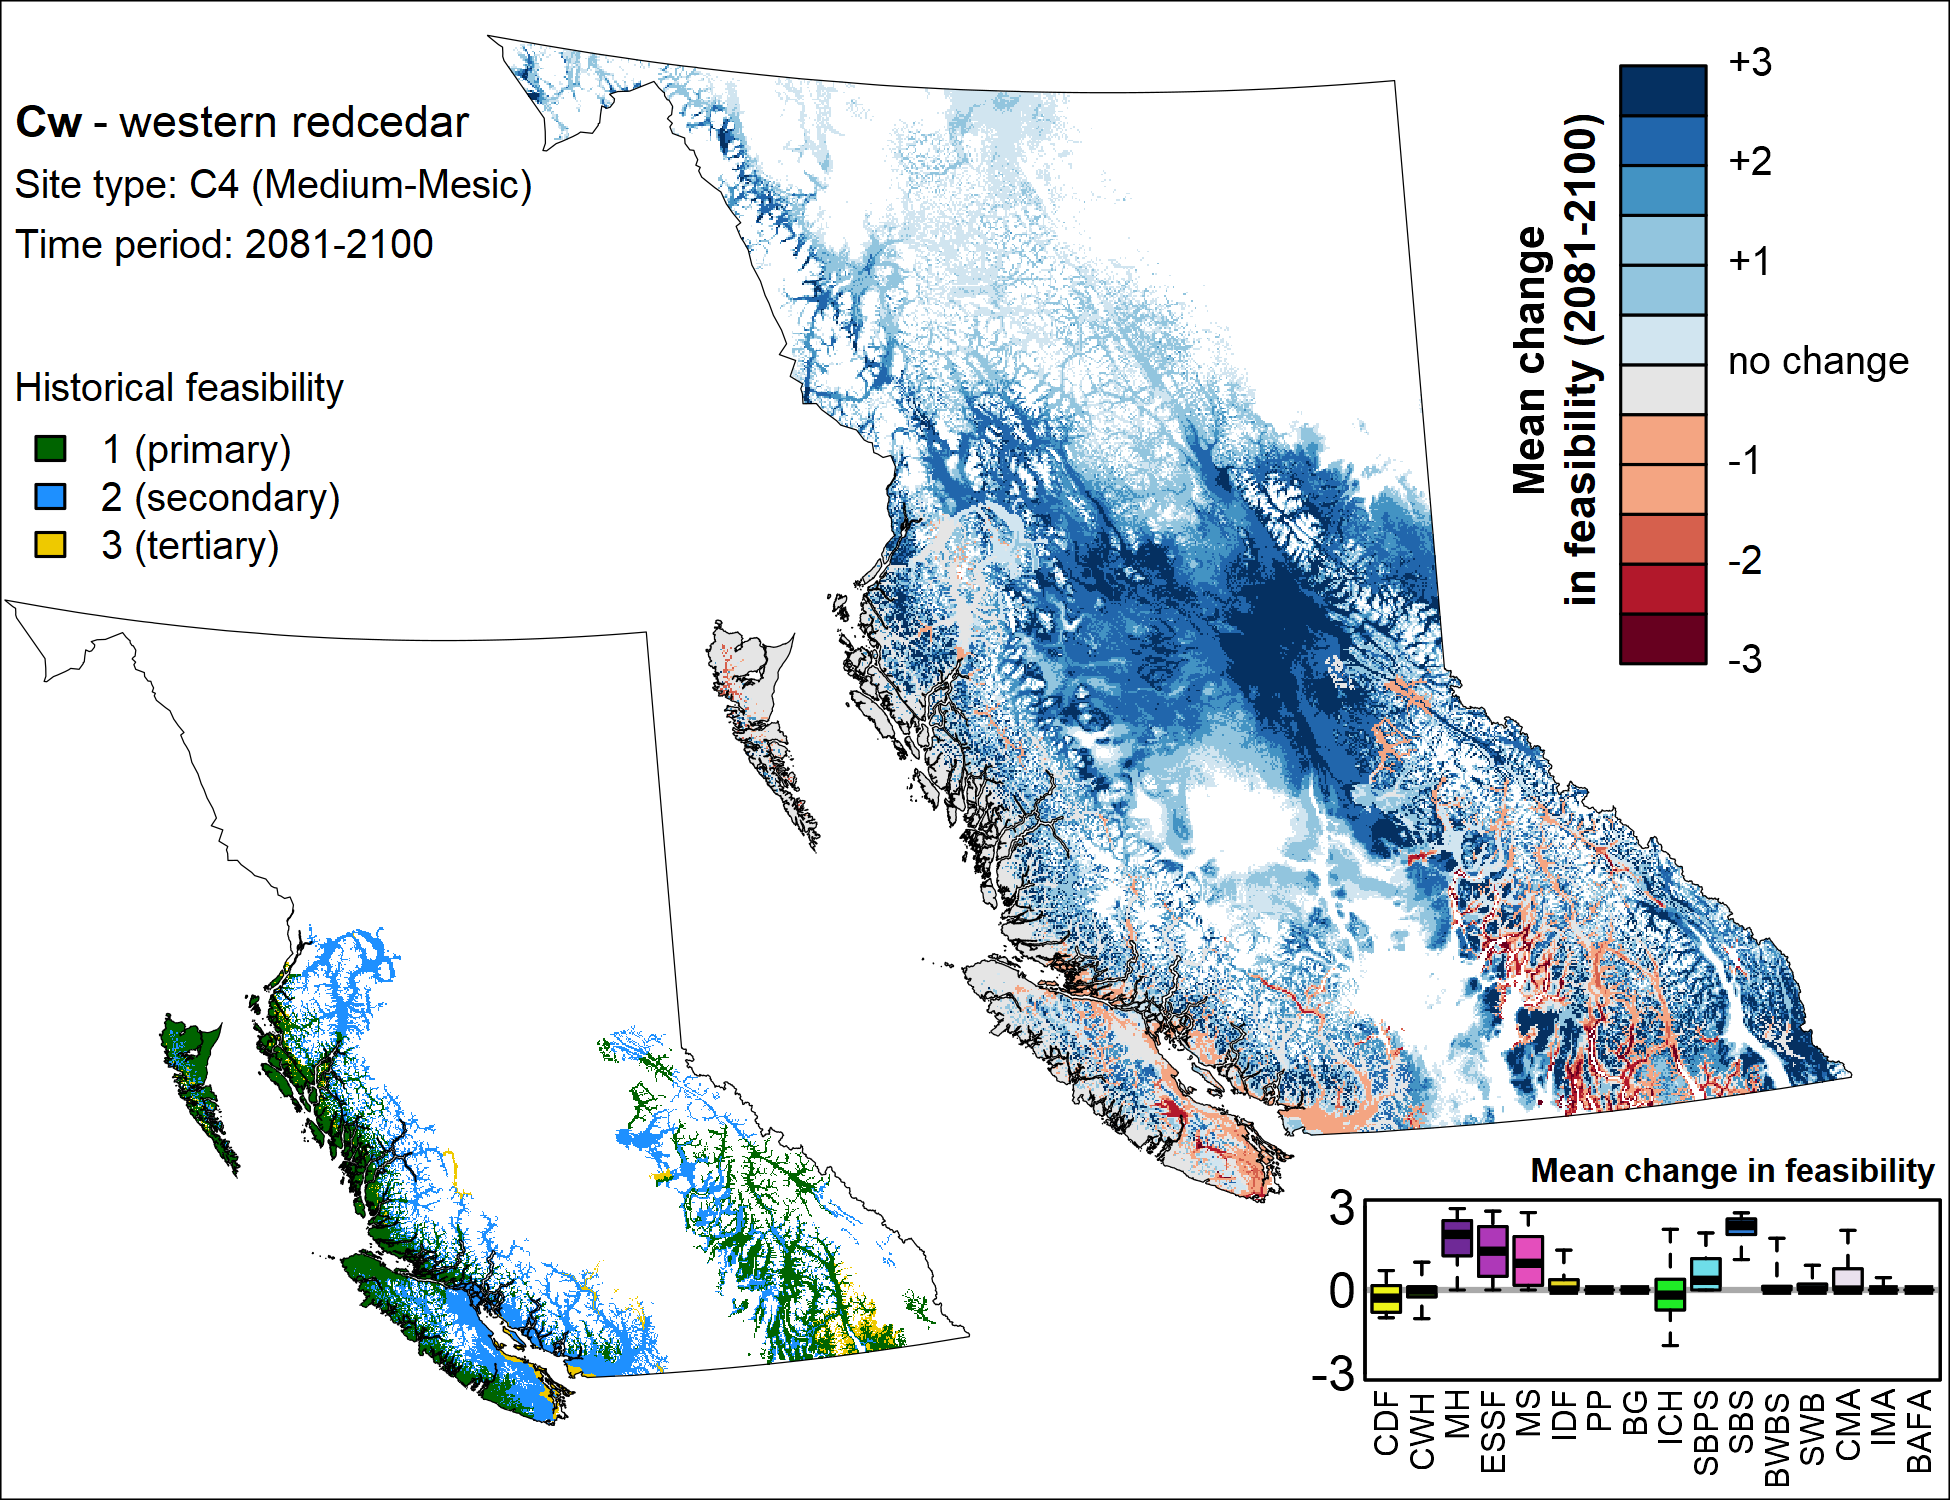 Cw - western redcedar
Site type: C4 (Medium-Mesic)
Time period: 2081-2100
Historical feasibility
1 (primary)
2 (secondary)
3 (tertiary)
Mean change
in feasibility (2081-2100)
+3
+2
+1
no change
-1
-2
-3
Mean change in feasibility
3
0
-3
CDF
CWH
MH
ESSF
MS
IDF
PP
BG
ICH
SBPS
SBS
BWBS
SWB
CMA
IMA
BAFA